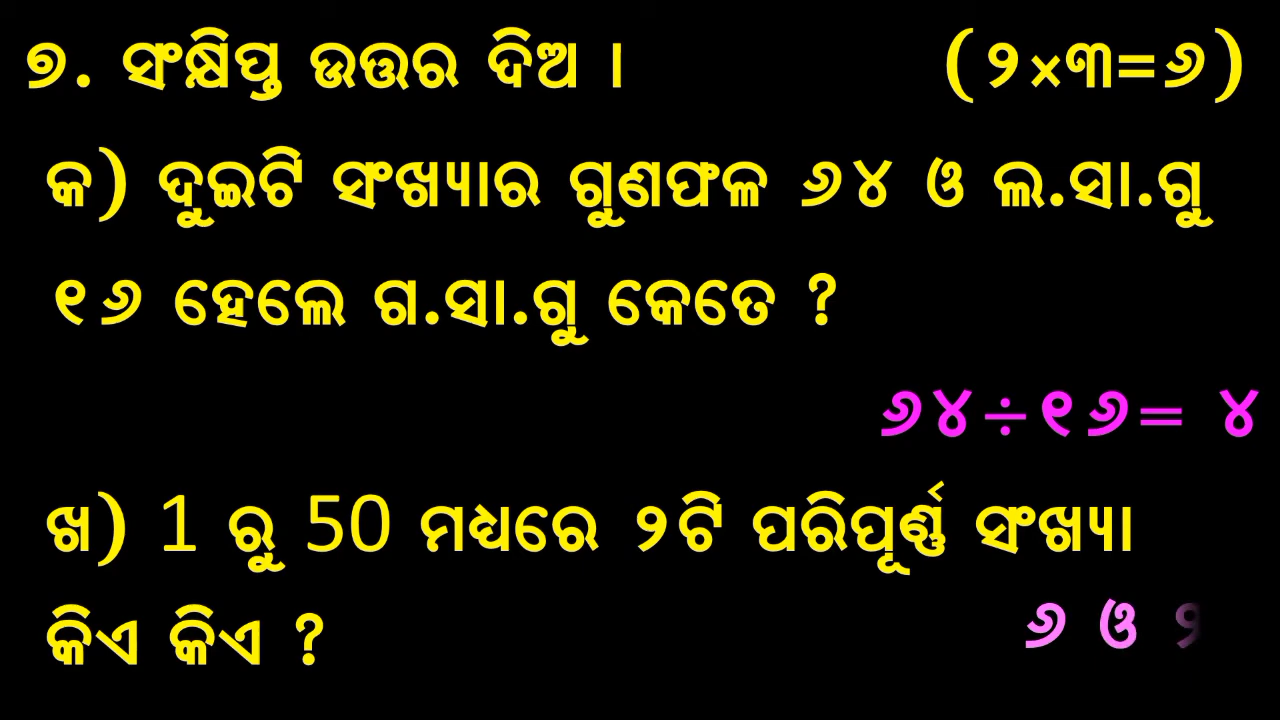 ୭. ସଂକ୍ଷିପ୍ତ ଉତ୍ତର ଦିଅ । (୨×୩=୬)
କ) ଦୁଇଟି ସଂଖ୍ୟାର ଗୁଣଫଳ ୬୪ ଓ ଲ.ସା.ଗୁ
୧୬ ହେଲେ ଗ.ସା.ଗୁ କେତେ ?
୬୪÷୧୬= ୪
ଖ) 1 ରୁ 50 ମଧ୍ୟରେ ୨ଟି ପରିପୂର୍ଣ୍ଣ ସଂଖ୍ୟା
କିଏ କିଏ ?
୬ ଓ